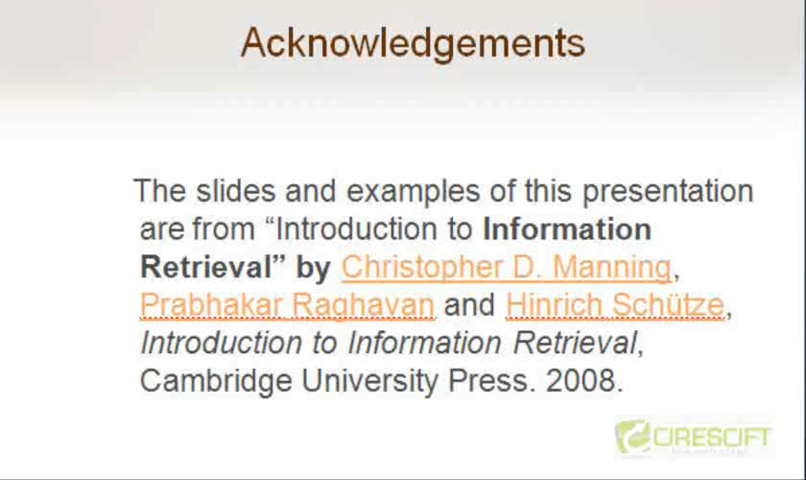 Acknowledgements
The slides and examples of this presentation
are from “Introduction to Information
Retrieval” by Christopher D. Manning,
Prabhakar Raghavan and Hinrich Schütze,
Introduction to Information Retrieval,
Cambridge University Press. 2008.